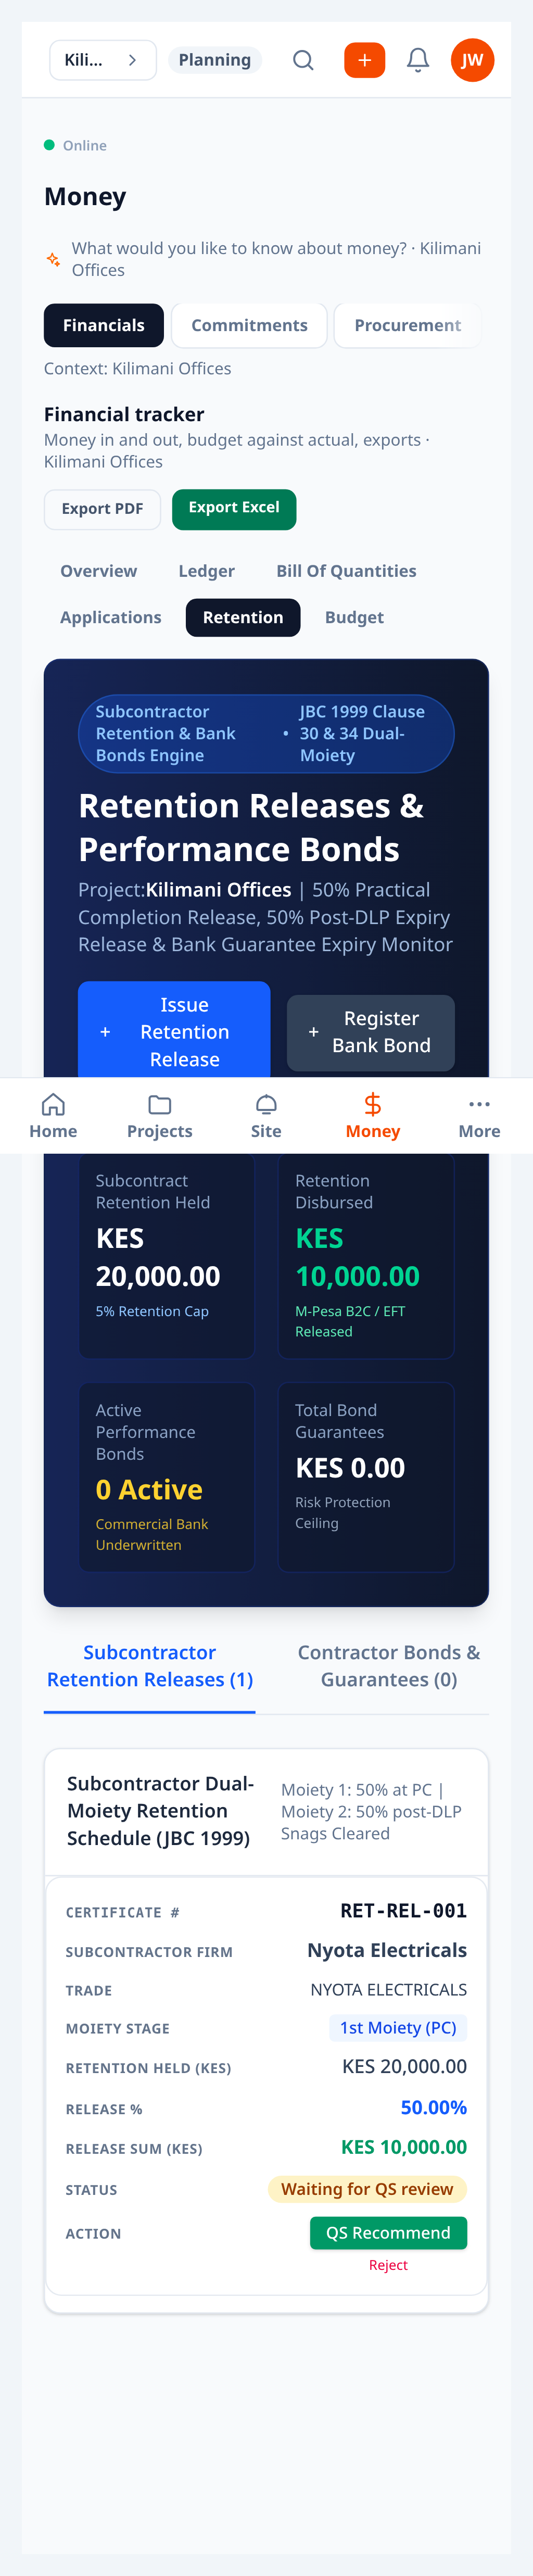 Kili...
Planning
JW
Online
Money
What would you like to know about money? · Kilimani
Offices
Financials
Commitments
Procurement
Context: Kilimani Offices
Financial tracker
Money in and out, budget against actual, exports ·
Kilimani Offices
Export PDF
Export Excel
Overview
Ledger
Bill Of Quantities
Applications
Retention
Budget
Subcontractor
Retention & Bank
Bonds Engine
•
JBC 1999 Clause
30 & 34 Dual-
Moiety
Retention Releases &
Performance Bonds
Project:Kilimani Offices | 50% Practical
Completion Release, 50% Post-DLP Expiry
Release & Bank Guarantee Expiry Monitor
+ Issue
Retention
Release
+ Register
Bank Bond
Home
Projects
Site
Money
More
Subcontract
Retention Held
KES
20,000.00
5% Retention Cap
Retention
Disbursed
KES
10,000.00
M-Pesa B2C / EFT
Released
Active
Performance
Bonds
0 Active
Commercial Bank
Underwritten
Total Bond
Guarantees
KES 0.00
Risk Protection
Ceiling
Subcontractor
Retention Releases (1)
Contractor Bonds &
Guarantees (0)
Subcontractor Dual-
Moiety Retention
Schedule (JBC 1999)
Moiety 1: 50% at PC |
Moiety 2: 50% post-DLP
Snags Cleared
CERTIFICATE # RET-REL-001
SUBCONTRACTOR FIRM Nyota Electricals
TRADE NYOTA ELECTRICALS
MOIETY STAGE 1st Moiety (PC)
RETENTION HELD (KES) KES 20,000.00
RELEASE % 50.00%
RELEASE SUM (KES) KES 10,000.00
STATUS Waiting for QS review
ACTION QS Recommend
Reject